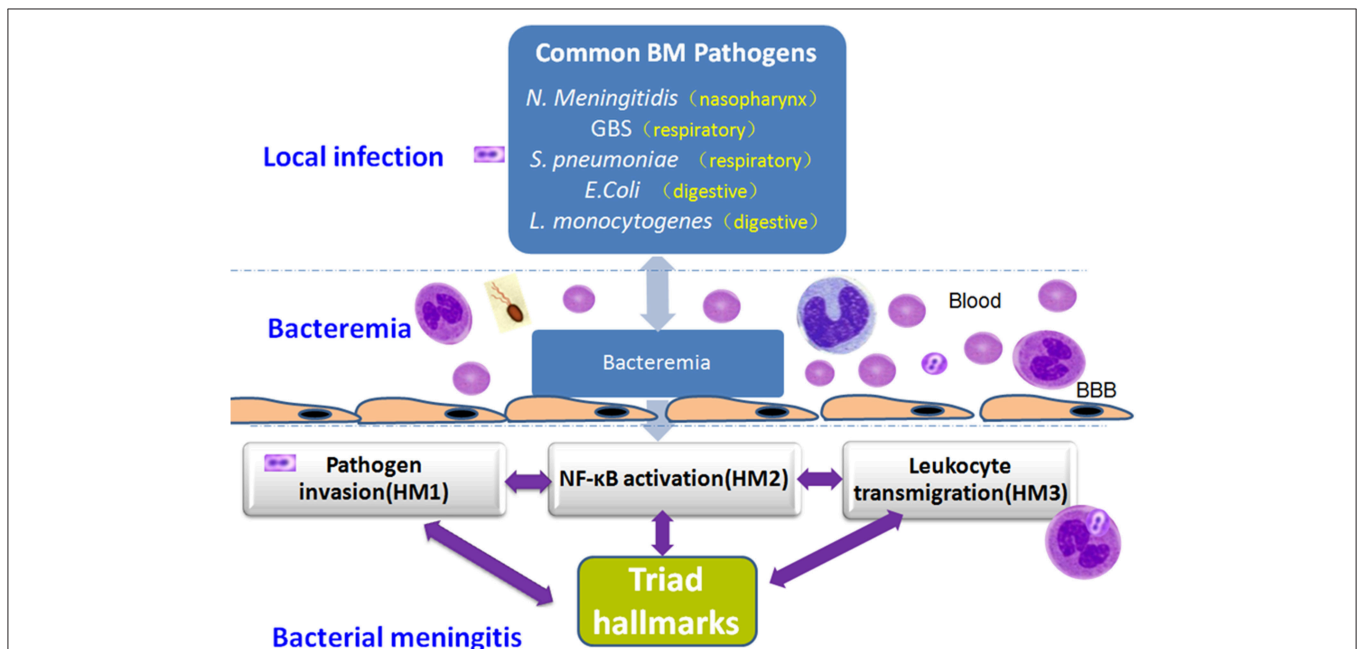 Common BM Pathogens
N. Meningitidis（nasopharynx）
GBS（respiratory）
Local infection
S. pneumoniae （respiratory）
E.Coli （digestive）
L. monocytogenes（digestive）
Blood
Bacteremia
Bacteremia
BBB
Pathogen
invasion(HM1)
NF-κB activation(HM2)
Leukocyte
transmigration(HM3)
Triad
hallmarks
Bacterial meningitis